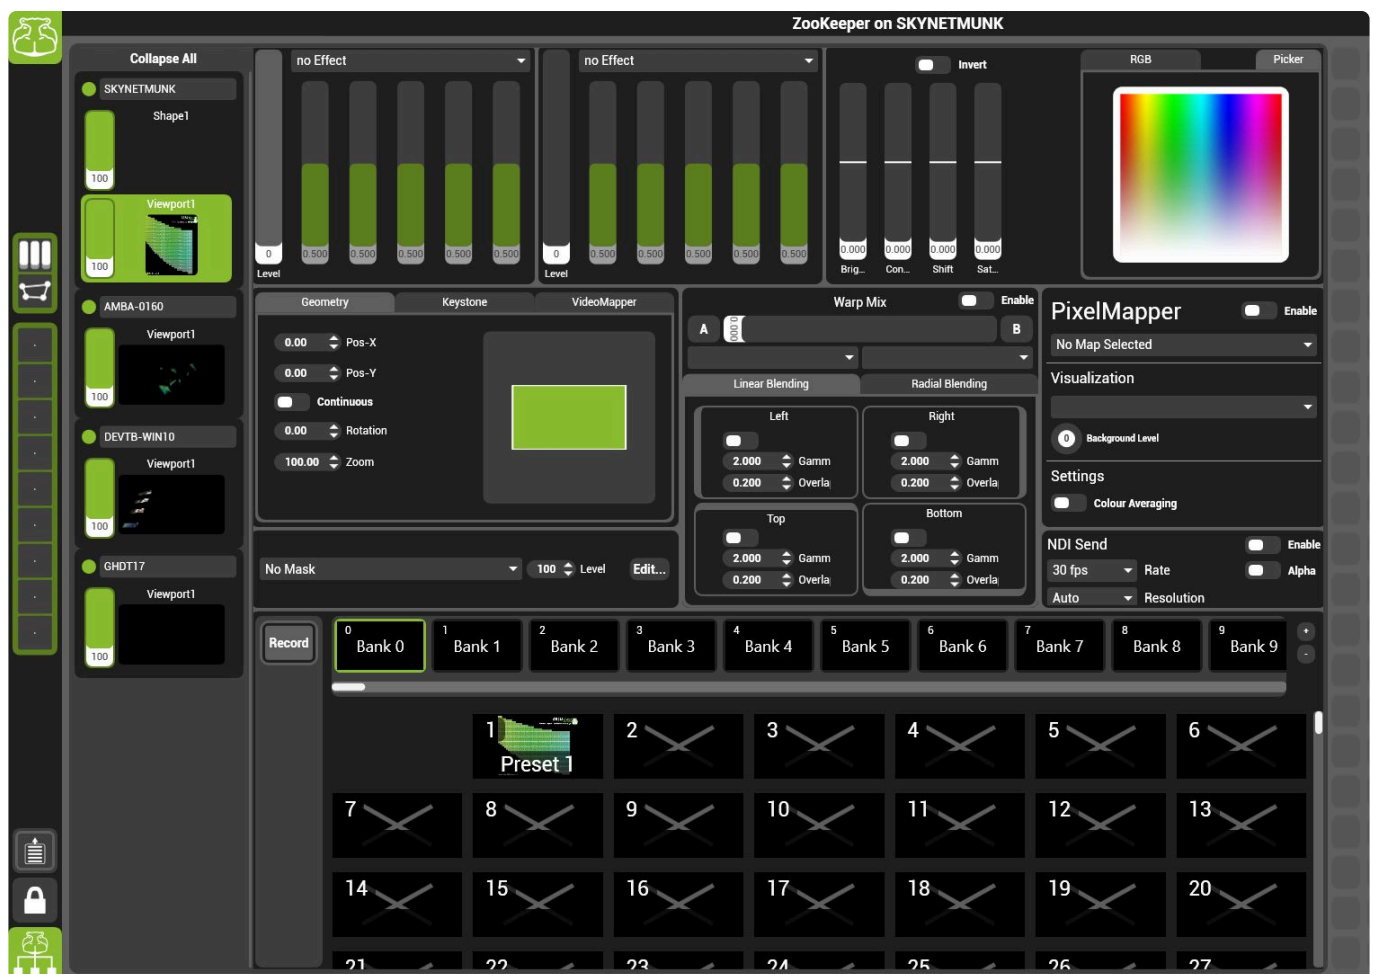 ZooKeeper on SKYNETMUNK
Collapse All
SKYNETMUNK
Shape1
100
Viewport1
100
AMBA-0160
Viewport1
100
DEVTB-WIN10
Viewport1
100
GHDT17
Viewport1
100
no Effect
0
0.500
0.500
0.500
0.500
0.500
Level
no Effect
0
0.500
0.500
0.500
0.500
0.500
Level
Invert
0.000
0.000
0.000
0.000
Brig...
Con...
Shift
Sat...
RGB
Picker
Geometry
Keystone
VideoMapper
0.00 Pos-X
0.00 Pos-Y
Continuous
0.00 Rotation
100.00 Zoom
No Mask
100 Level
Edit...
Warp Mix
Enable
A
0.000
B
Linear Blending
Radial Blending
Left
2.000 Gamm
0.200 Overla
Right
2.000 Gamm
0.200 Overla
Top
2.000 Gamm
0.200 Overla
Bottom
2.000 Gamm
0.200 Overla
PixelMapper
Enable
No Map Selected
Visualization
0 Background Level
Settings
Colour Averaging
NDI Send
Enable
30 fps Rate
Alpha
Auto Resolution
Record
0 Bank 0
1 Bank 1
2 Bank 2
3 Bank 3
4 Bank 4
5 Bank 5
6 Bank 6
7 Bank 7
8 Bank 8
9 Bank 9
+
-
1
Preset 1
2
3
4
5
6
7
8
9
10
11
12
13
14
15
16
17
18
19
20
21
22
23
24
25
26
27